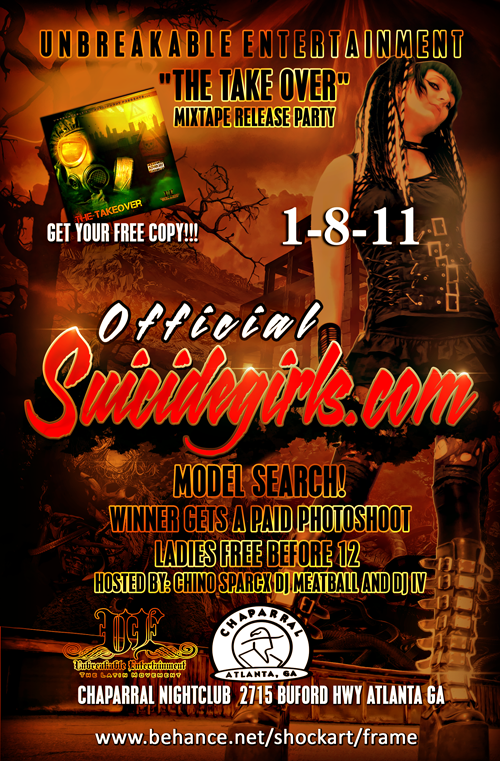 UNBREAKABLE ENTERTAINMENT
"THE TAKE OVER"
MIXTAPE RELEASE PARTY
THE TAKEOVER
GET YOUR FREE COPY!!!
1-8-11
Official
Suicidegirls.com
MODEL SEARCH!
WINNER GETS A PAID PHOTOSHOOT
LADIES FREE BEFORE 12
HOSTED BY: CHINO SPARCX DJ MEATBALL AND DJ IV
UGE
Unbreakable Entertainment
THE LATIN MOVEMENT
CHAPARRAL
ATLANTA, GA
CHAPARRAL NIGHTCLUB 2715 BUFORD HWY ATLANTA GA
www.behance.net/shockart/frame